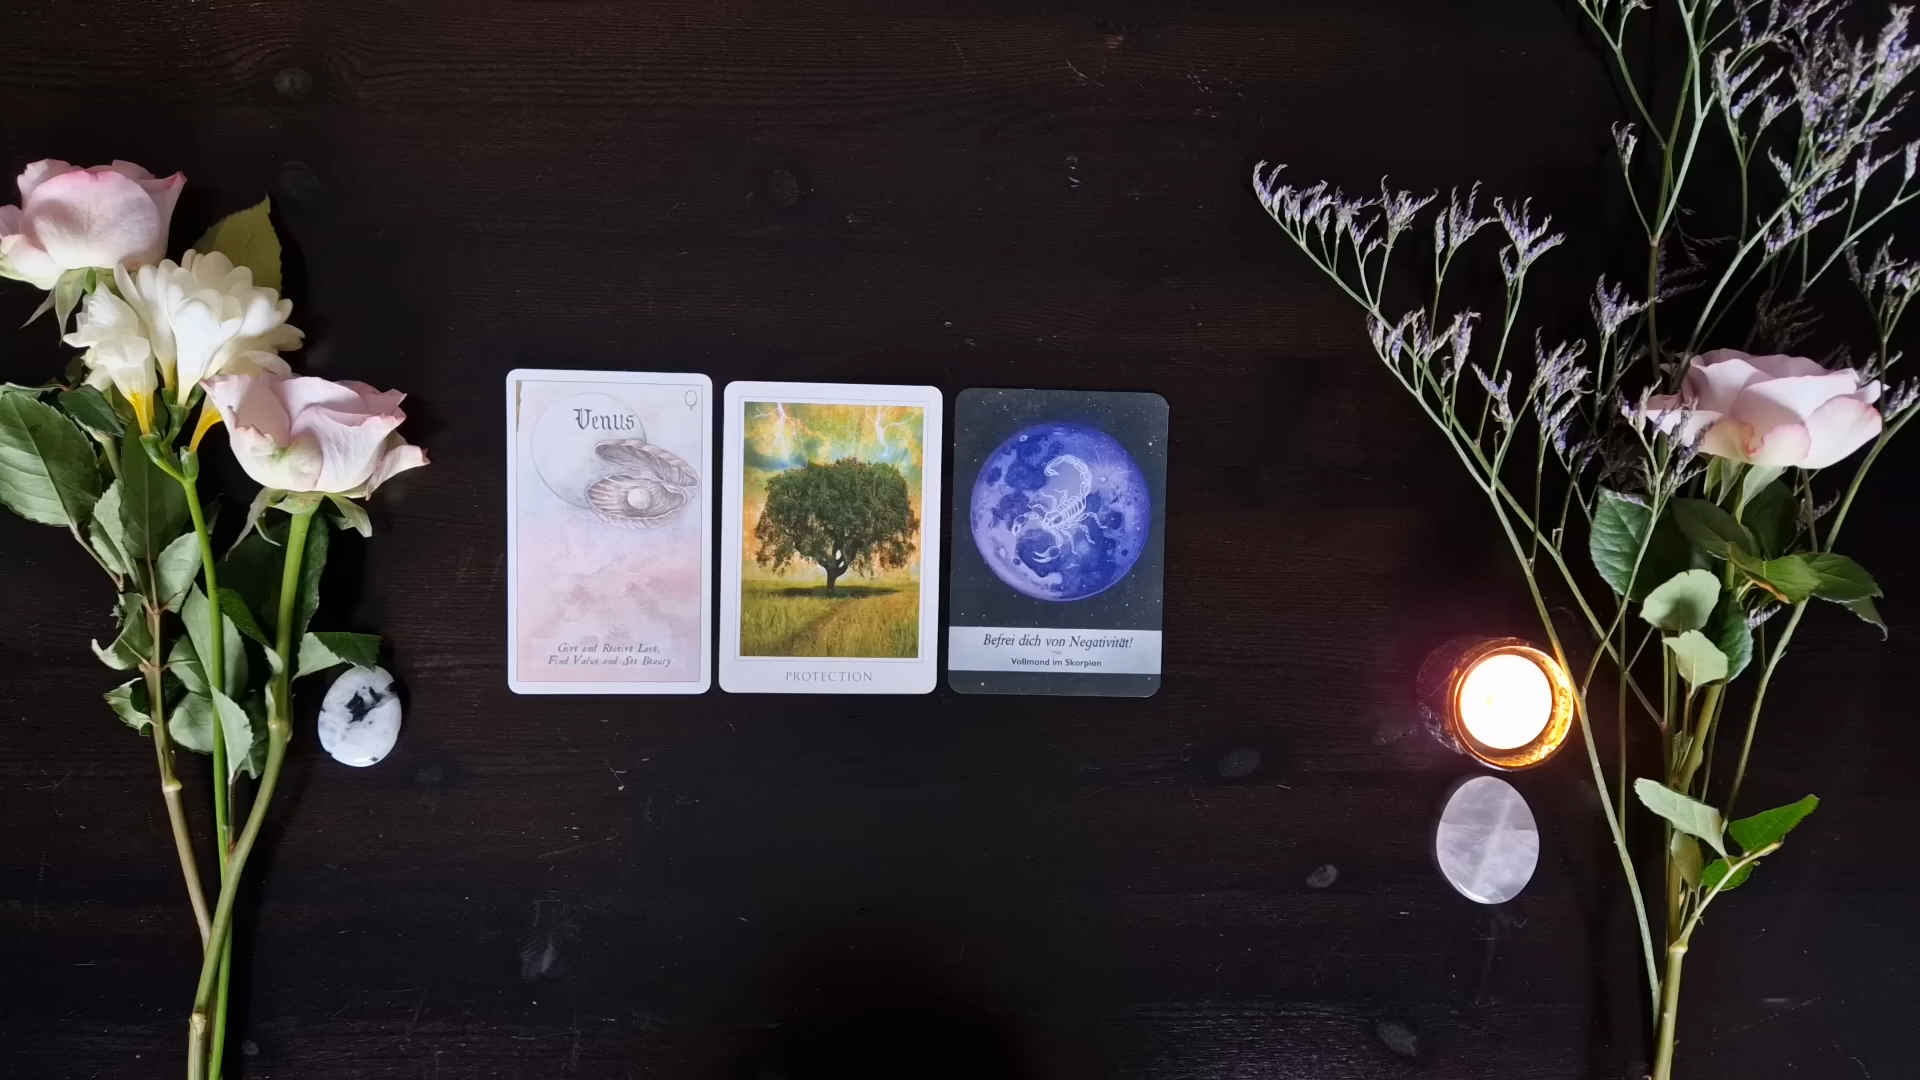 Venus
Give and Receive Love,
Find Value and See Beauty
PROTECTION
Befrei dich von Negativität!
Vollmond im Skorpion